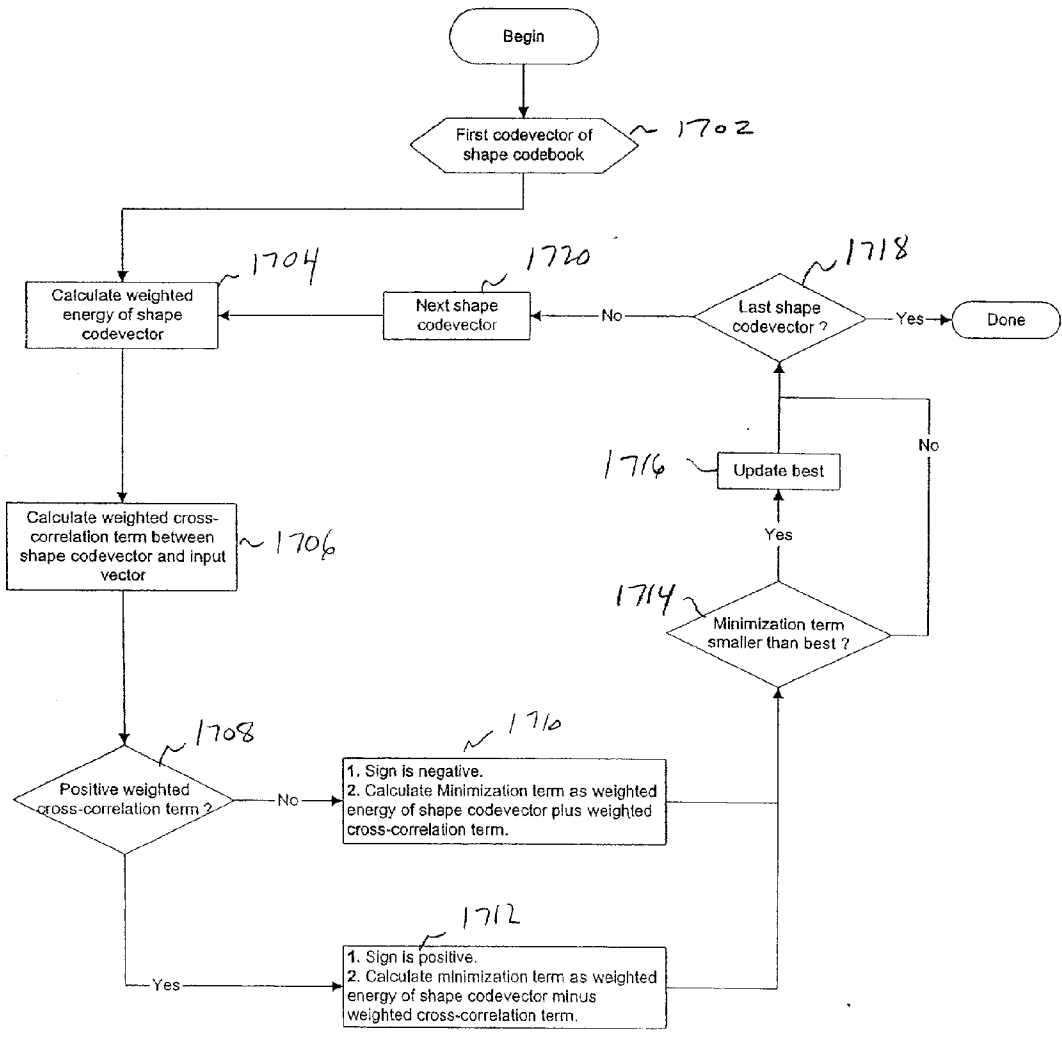 Begin
First codevector of
shape codebook
1702
1704
Calculate weighted
energy of shape
codevector
1720
Next shape
codevector
No
1718
Last shape
codevector ?
Yes
Done
No
1716
Update best
Yes
Calculate weighted cross-
correlation term between
shape codevector and input
vector
1706
1714
Minimization term
smaller than best ?
1708
Positive weighted
cross-correlation term ?
No
1710
1. Sign is negative.
2. Calculate Minimization term as weighted
energy of shape codevector plus weighted
cross-correlation term.
Yes
1712
1. Sign is positive.
2. Calculate minimization term as weighted
energy of shape codevector minus
weighted cross-correlation term.